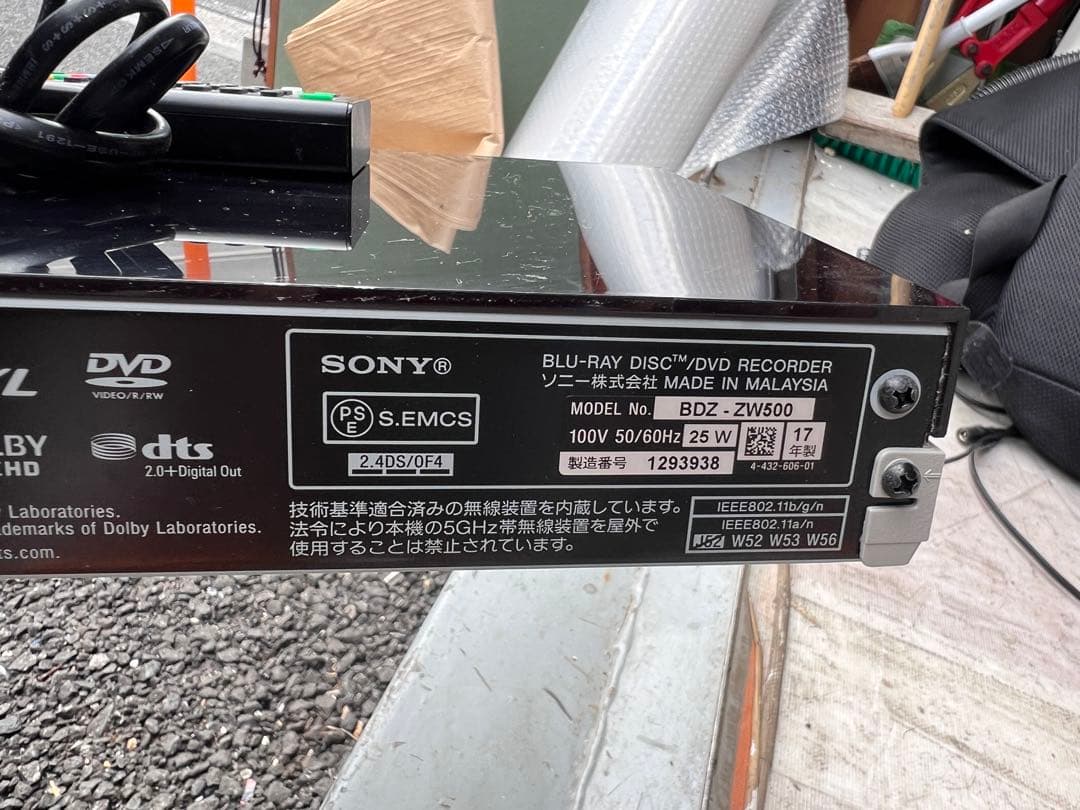 DVD
VIDEO/R/RW
dts
2.0+Digital Out
SONY®
S.EMCS
PS
E
2.4DS/OF4
BLU-RAY DISC™/DVD RECORDER
ソニー株式会社 MADE IN MALAYSIA
MODEL No. BDZ - ZW500
100V 50/60Hz 25 W
17
年製
4-432-606-01
製造番号 1293938
Laboratories.
of Dolby Laboratories.
技術基準適合済みの無線装置を内蔵しています。
法令により本機の5GHz帯無線装置を屋外で
使用することは禁止されています。
IEEE802.11b/g/n
IEEE802.11a/n
J52 W52 W53 W56